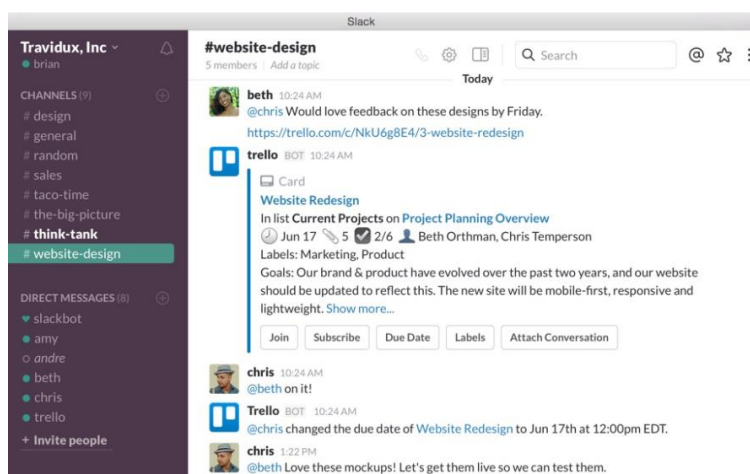 Slack
Travidux, Inc
brian
CHANNELS (9)
# design
# general
# random
# sales
# taco-time
# the-big-picture
# think-tank
# website-design
DIRECT MESSAGES (8)
slackbot
amy
andre
beth
chris
trello
+ Invite people
#website-design
5 members | Add a topic
Search
Today
beth 10:24 AM
@chris Would love feedback on these designs by Friday.
https://trello.com/c/NkU6g8E4/3-website-redesign
trello BOT 10:24 AM
Card
Website Redesign
In list Current Projects on Project Planning Overview
Jun 17 5 2/6 Beth Orthman, Chris Temperson
Labels: Marketing, Product
Goals: Our brand & product have evolved over the past two years, and our website
should be updated to reflect this. The new site will be mobile-first, responsive and
lightweight. Show more...
Join Subscribe Due Date Labels Attach Conversation
chris 10:24 AM
@beth on it!
Trello BOT 10:24 AM
@chris changed the due date of Website Redesign to Jun 17th at 12:00pm EDT.
chris 1:22 PM
@beth Love these mockups! Let's get them live so we can test them.